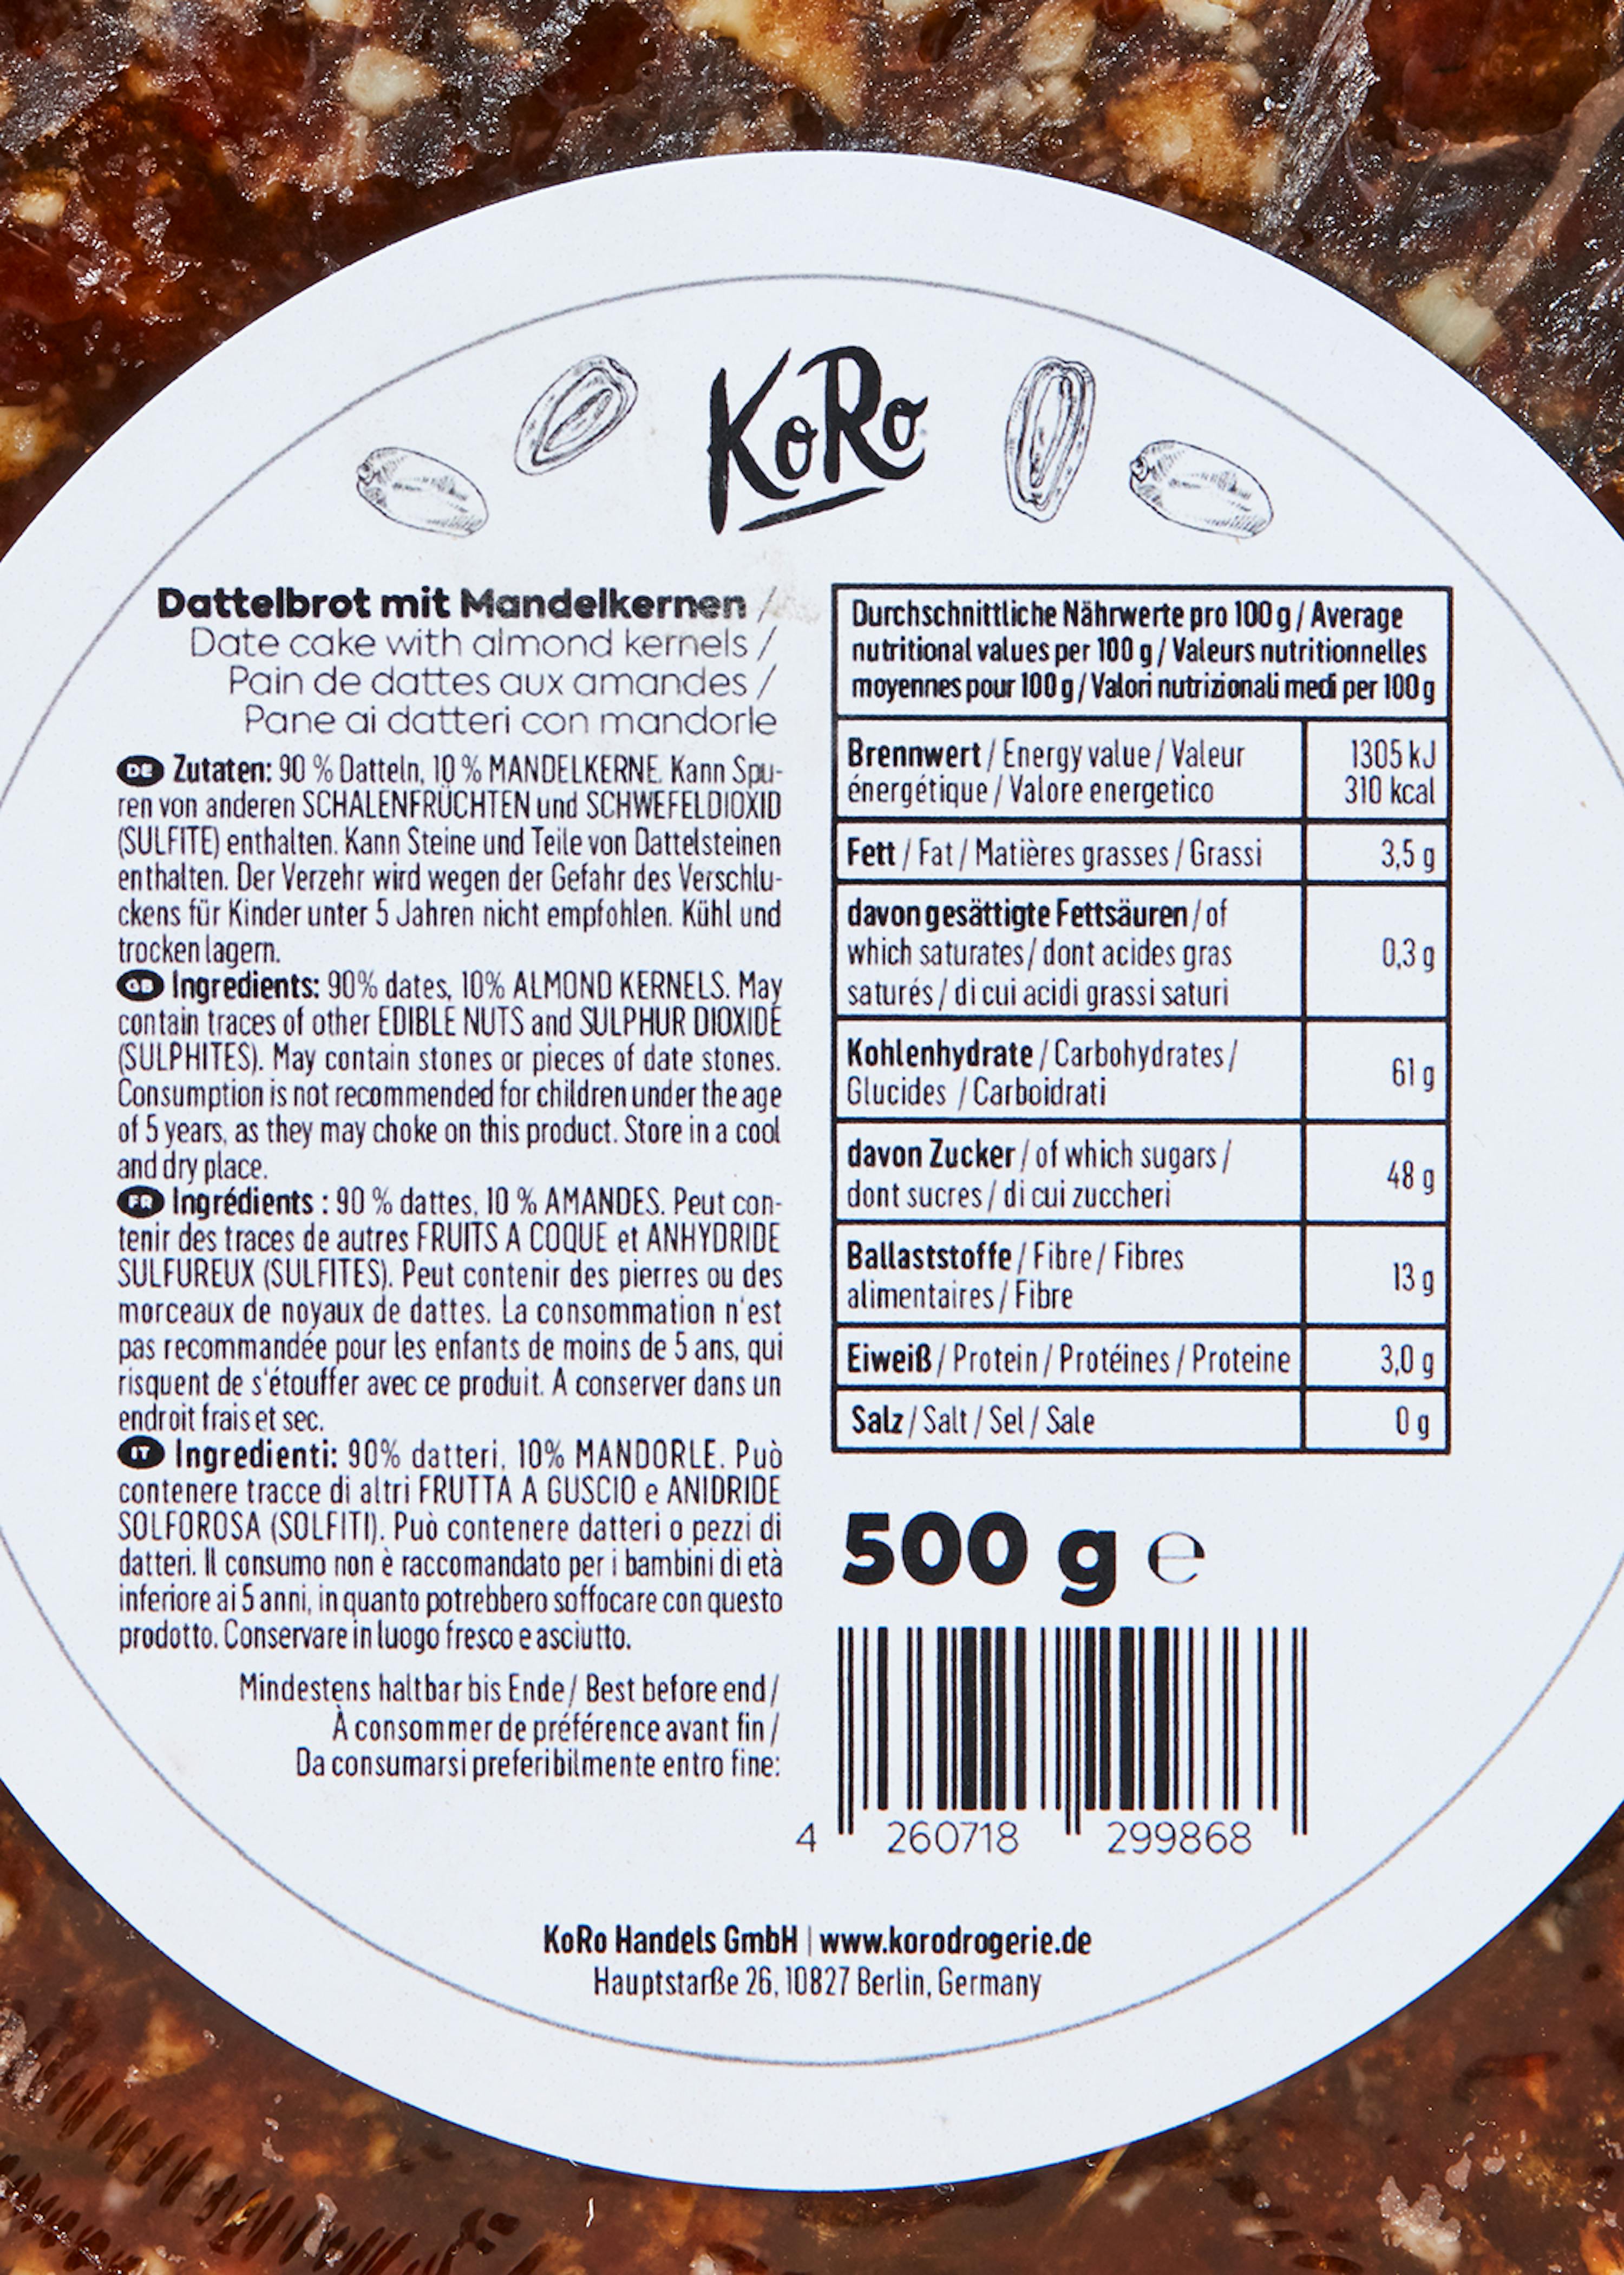 KoRo
Dattelbrot mit Mandelkernen /
Date cake with almond kernels /
Pain de dattes aux amandes /
Pane ai datteri con mandorle
DE Zutaten: 90 % Datteln, 10 % MANDELKERNE. Kann Spu-
ren von anderen SCHALENFRÜCHTEN und SCHWEFELDIOXID
(SULFITE) enthalten. Kann Steine und Teile von Dattelsteinen
enthalten. Der Verzehr wird wegen der Gefahr des Verschlu-
ckens für Kinder unter 5 Jahren nicht empfohlen. Kühl und
trocken lagern.
GB Ingredients: 90% dates, 10% ALMOND KERNELS. May
contain traces of other EDIBLE NUTS and SULPHUR DIOXIDE
(SULPHITES). May contain stones or pieces of date stones.
Consumption is not recommended for children under the age
of 5 years, as they may choke on this product. Store in a cool
and dry place.
FR Ingrédients : 90 % dattes, 10 % AMANDES. Peut con-
tenir des traces de autres FRUITS A COQUE et ANHYDRIDE
SULFUREUX (SULFITES). Peut contenir des pierres ou des
morceaux de noyaux de dattes. La consommation n'est
pas recommandée pour les enfants de moins de 5 ans, qui
risquent de s'étouffer avec ce produit. A conserver dans un
endroit frais et sec.
IT Ingredienti: 90% datteri, 10% MANDORLE. Può
contenere tracce di altri FRUTTA A GUSCIO e ANIDRIDE
SOLFOROSA (SOLFITI). Può contenere datteri o pezzi di
datteri. Il consumo non è raccomandato per i bambini di età
inferiore ai 5 anni, in quanto potrebbero soffocare con questo
prodotto. Conservare in luogo fresco e asciutto.
Mindestens haltbar bis Ende / Best before end /
À consommer de préférence avant fin /
Da consumarsi preferibilmente entro fine:
Durchschnittliche Nährwerte pro 100 g / Average
nutritional values per 100 g / Valeurs nutritionnelles
moyennes pour 100 g / Valori nutrizionali medi per 100 g
Brennwert / Energy value / Valeur
énergétique / Valore energetico
1305 kJ
310 kcal
Fett / Fat / Matières grasses / Grassi 3,5 g
davon gesättigte Fettsäuren / of
which saturates / dont acides gras
saturés / di cui acidi grassi saturi
0,3 g
Kohlenhydrate / Carbohydrates /
Glucides / Carboidrati
61 g
davon Zucker / of which sugars /
dont sucres / di cui zuccheri
48 g
Ballaststoffe / Fibre / Fibres
alimentaires / Fibre
13 g
Eiweiß / Protein / Protéines / Proteine 3,0 g
Salz / Salt / Sel / Sale 0 g
500 g ℮
4 260718 299868
KoRo Handels GmbH | www.korodrogerie.de
Hauptstarße 26, 10827 Berlin, Germany